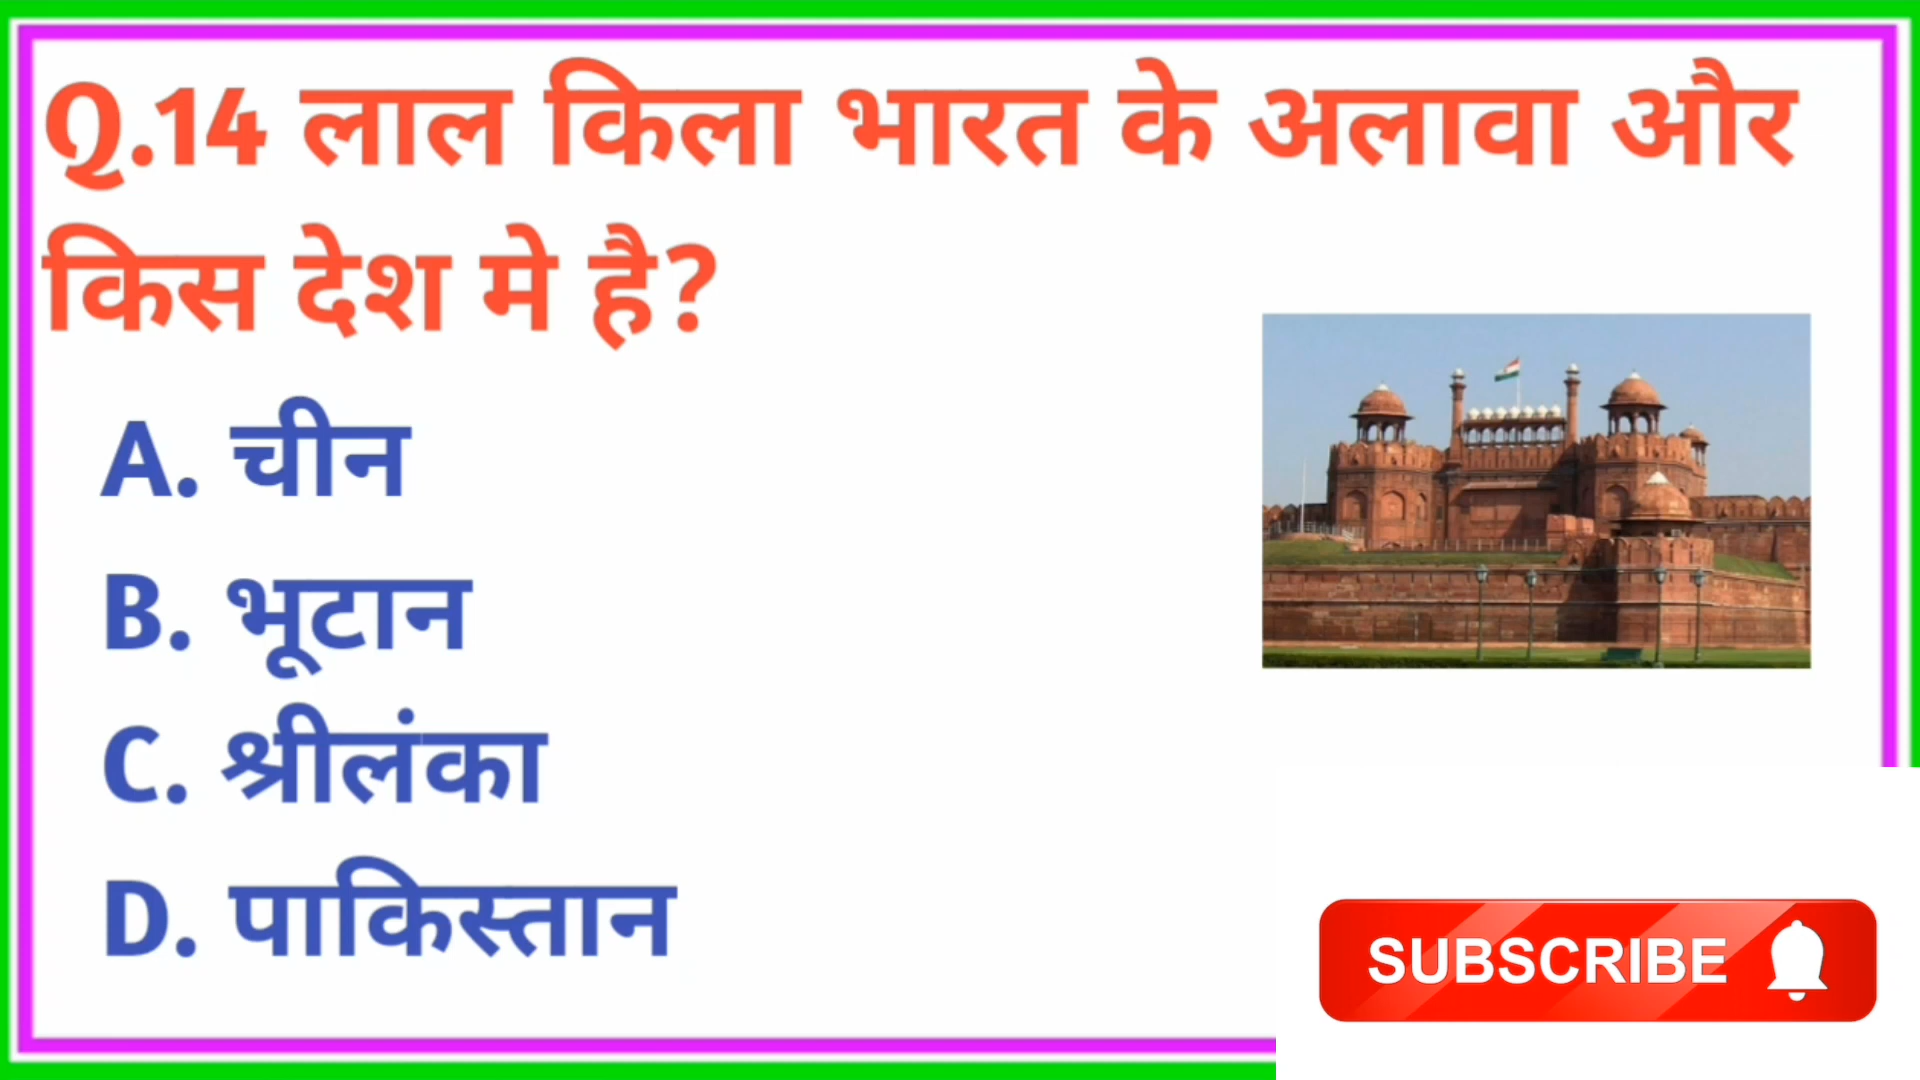 Q.14 लाल किला भारत के अलावा और
किस देश मे है?
A. चीन
B. भूटान
C. श्रीलंका
D. पाकिस्तान
SUBSCRIBE